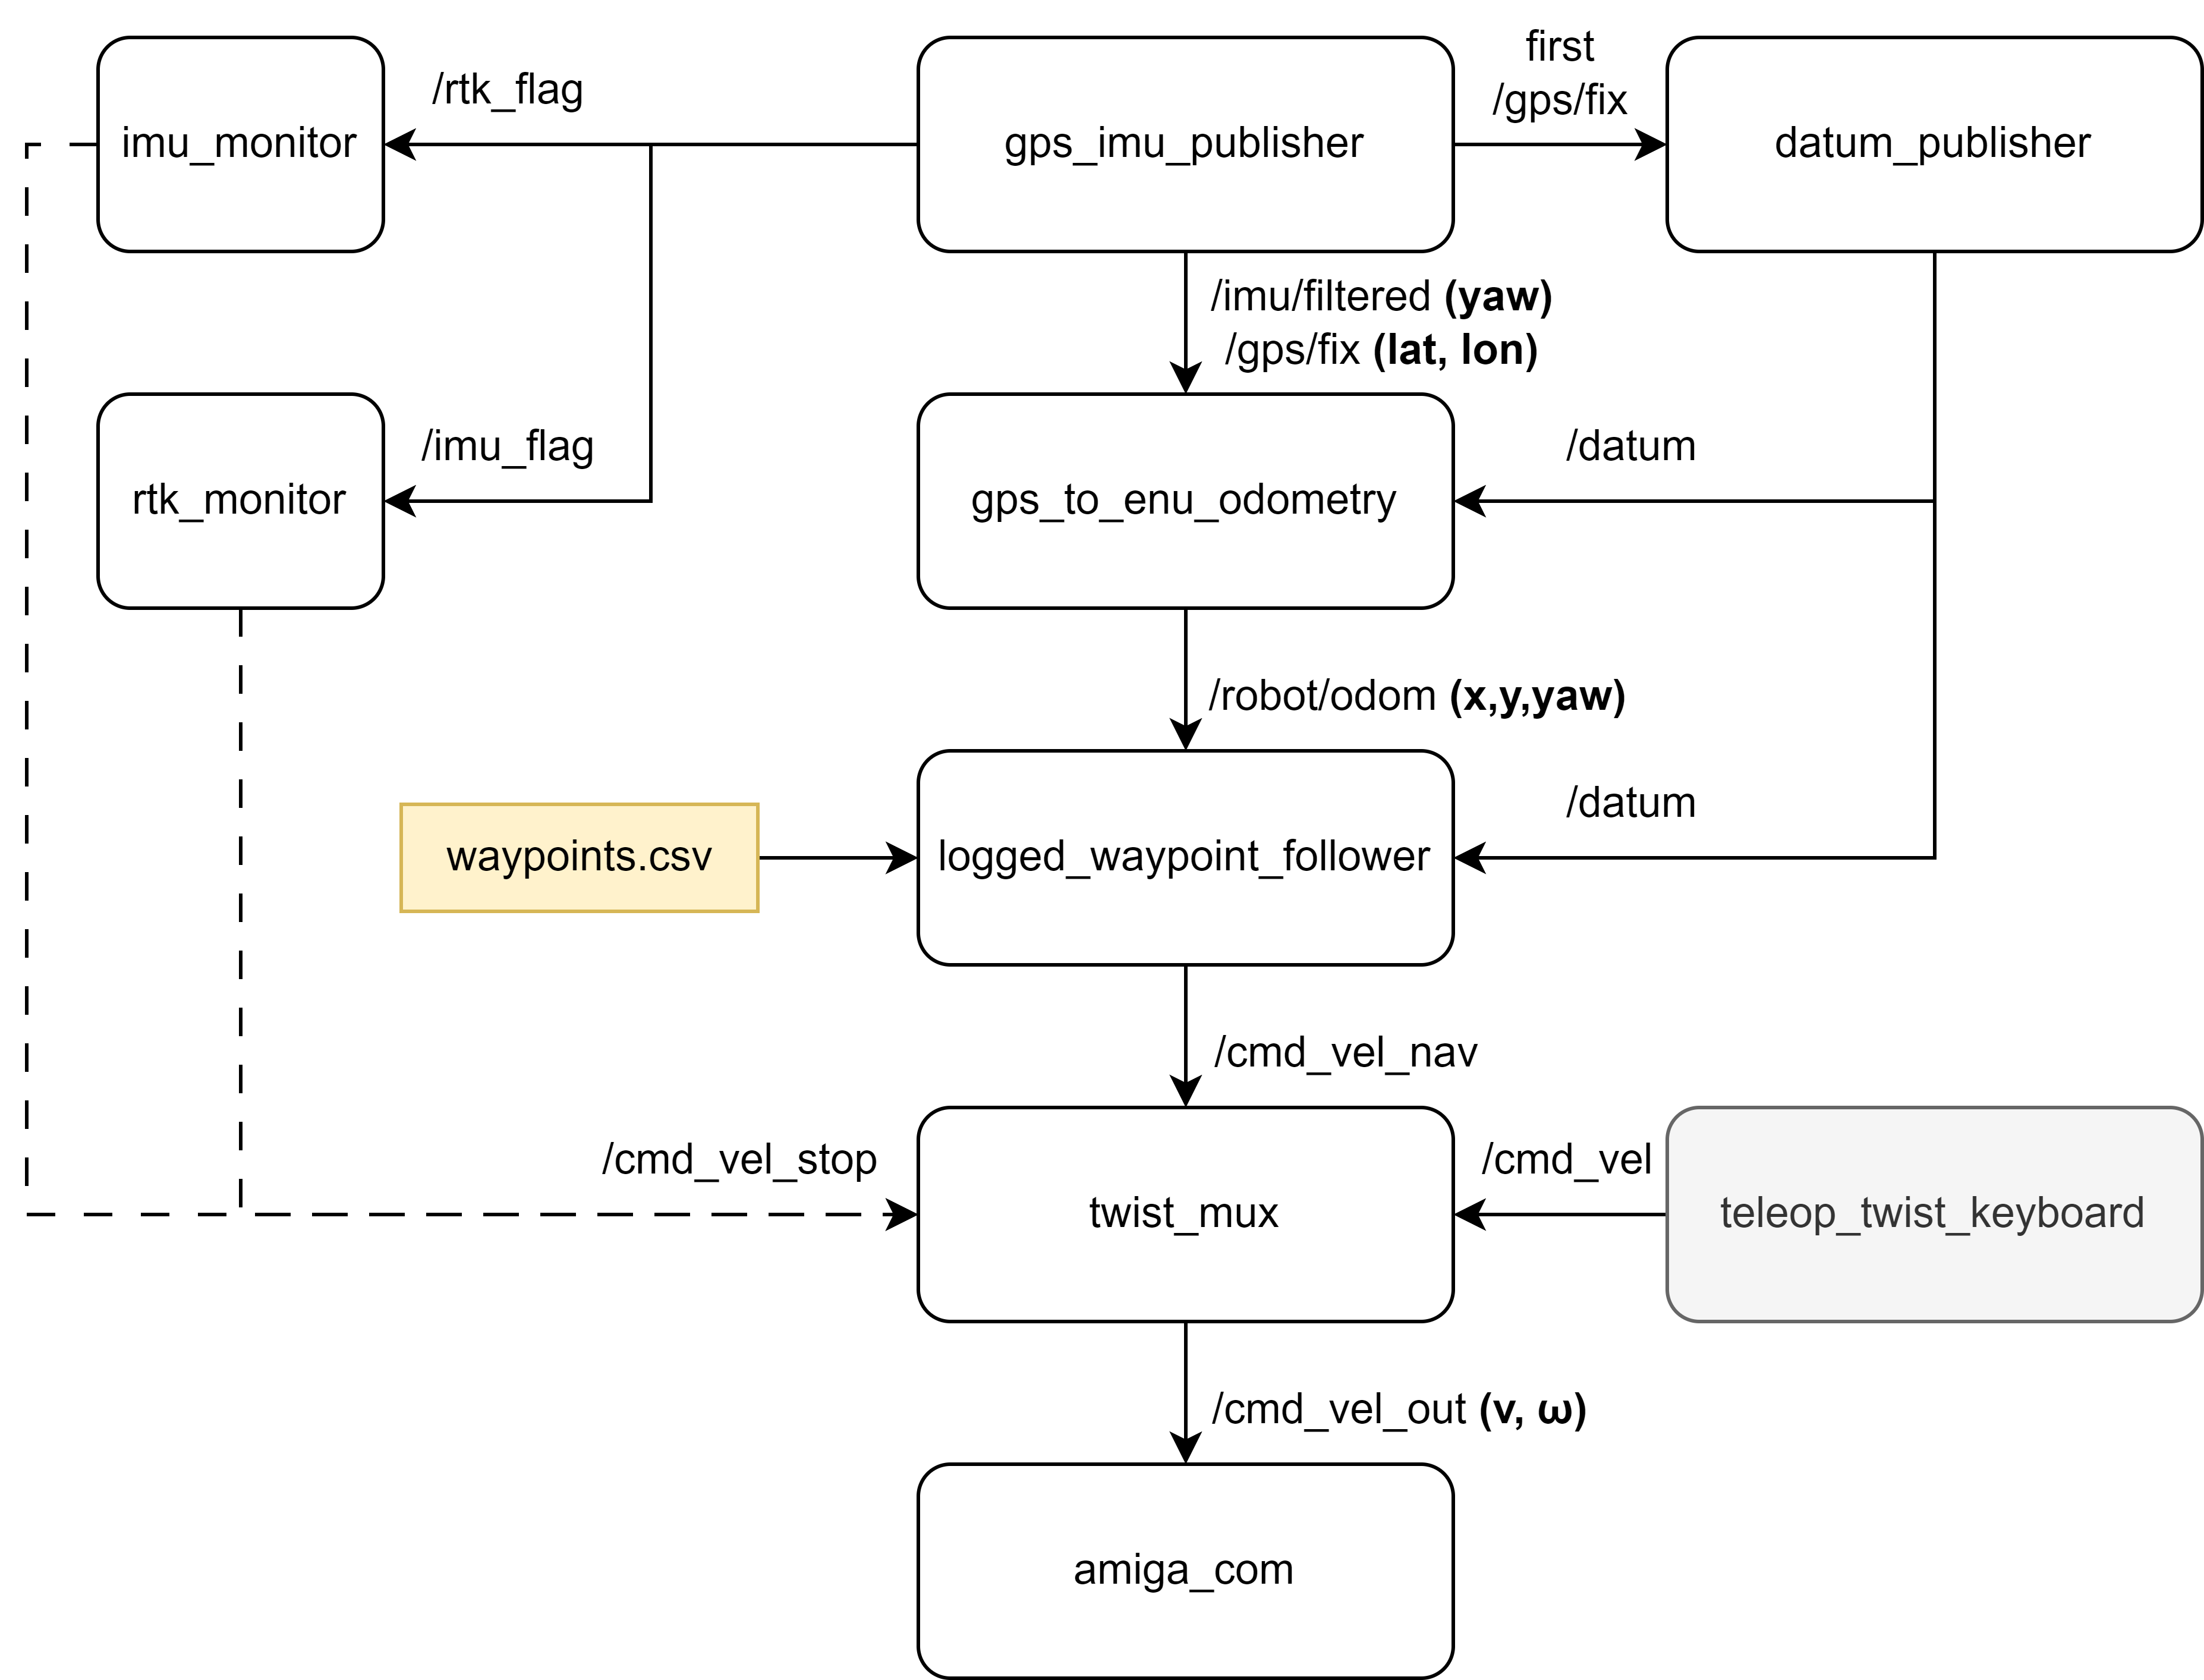 first
/rtk_flag
/gps/fix
imu_monitor
gps_imu_publisher
datum_publisher
/imu/filtered (yaw)
/gps/fix (lat, lon)
/imu_flag
/datum
rtk_monitor
gps_to_enu_odometry
/robot/odom (x,y,yaw)
/datum
waypoints.csv
logged_waypoint_follower
/cmd_vel_nav
/cmd_vel_stop
/cmd_vel
twist_mux
teleop_twist_keyboard
/cmd_vel_out (v, ω)
amiga_com